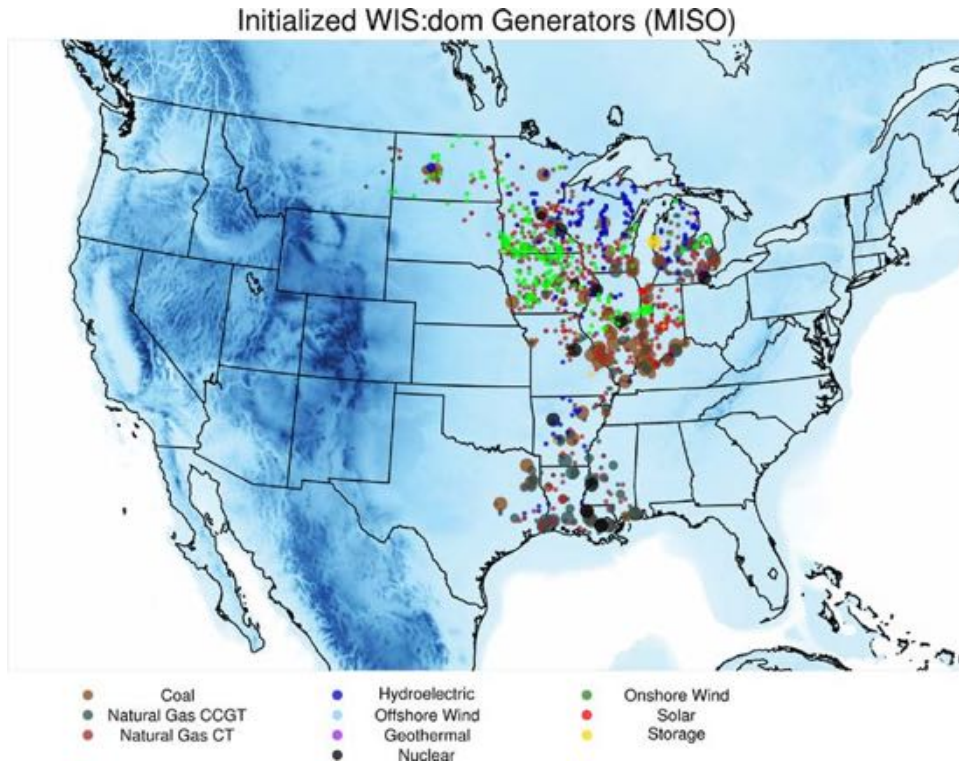 Initialized WIS:dom Generators (MISO)
Coal
Natural Gas CCGT
Natural Gas CT
Hydroelectric
Offshore Wind
Geothermal
Nuclear
Onshore Wind
Solar
Storage